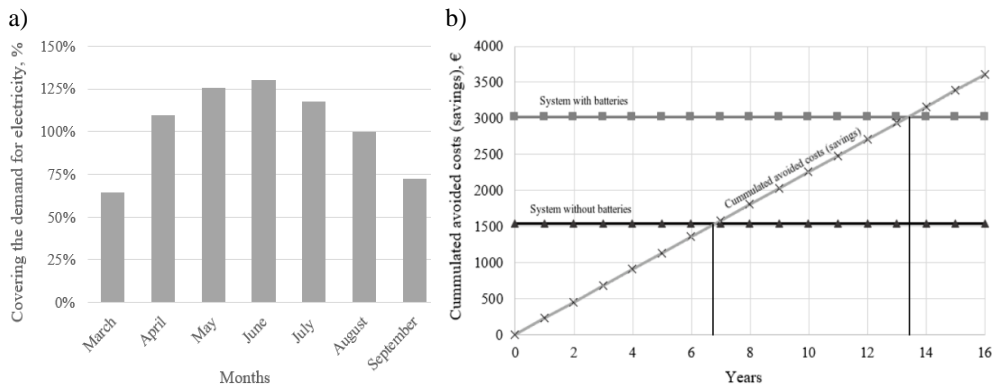 a)
Covering the demand for electricity, %
150%
125%
100%
75%
50%
25%
0%
March
April
May
June
July
August
September
Months
b)
Cummulated avoided costs (savings), €
4000
3500
3000
2500
2000
1500
1000
500
0
System with batteries
Cummulated avoided costs (savings)
System without batteries
0 2 4 6 8 10 12 14 16
Years